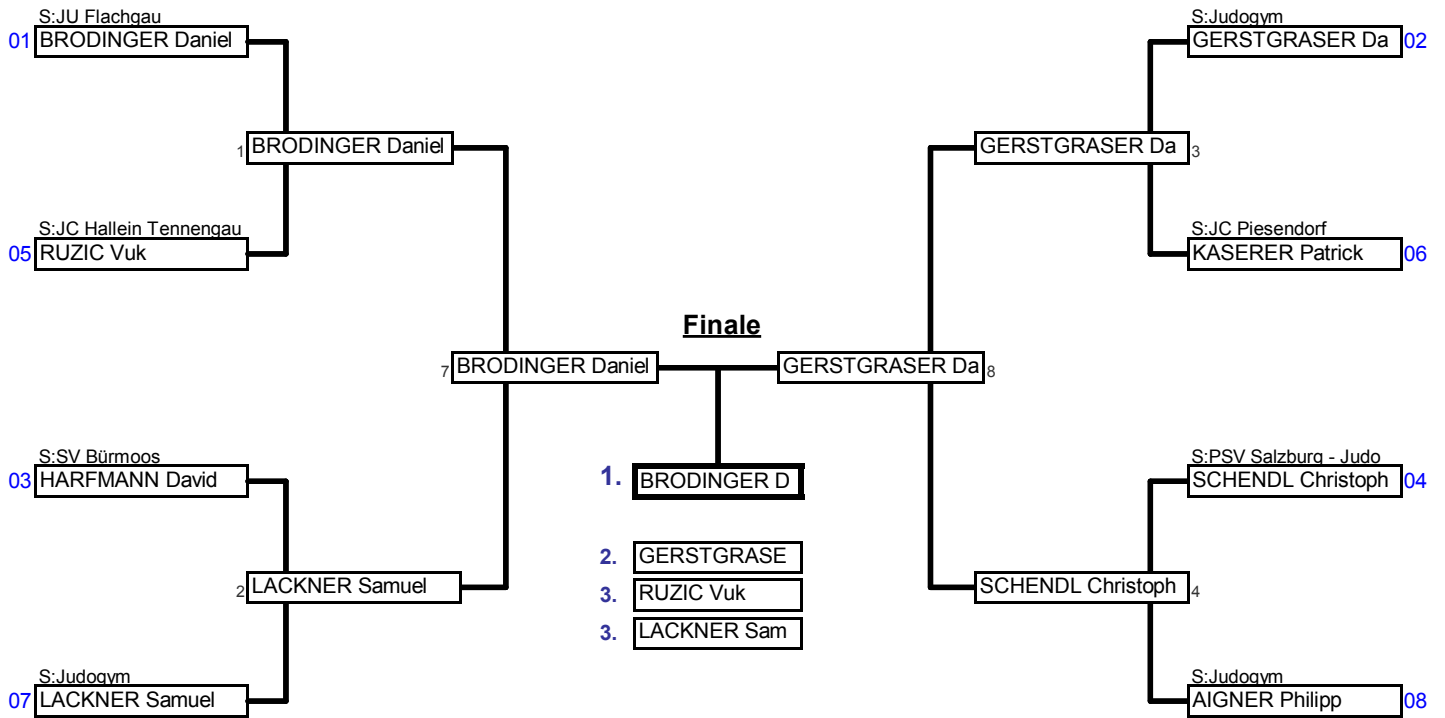 S:JU Flachgau
01 BRODINGER Daniel
S:Judogym
GERSTGRASER Da 02
1 BRODINGER Daniel
GERSTGRASER Da 3
S:JC Hallein Tennengau
05 RUZIC Vuk
S:JC Piesendorf
KASERER Patrick 06
Finale
7 BRODINGER Daniel
GERSTGRASER Da 8
S:SV Bürmoos
03 HARFMANN David
1. BRODINGER D
S:PSV Salzburg - Judo
SCHENDL Christoph 04
2. GERSTGRASE
2 LACKNER Samuel
3. RUZIC Vuk
SCHENDL Christoph 4
3. LACKNER Sam
S:Judogym
07 LACKNER Samuel
S:Judogym
AIGNER Philipp 08